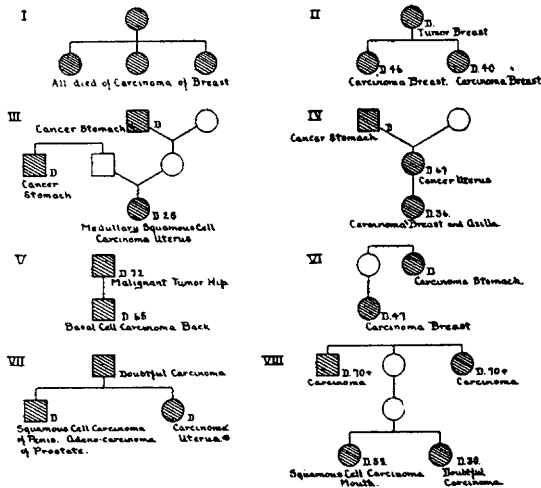 I
All died of Carcinoma of Breast
II
D.
Tumor Breast
D.46
Carcinoma Breast.
D.40
Carcinoma Breast
III
Cancer Stomach
D
D
Cancer
Stomach
D 26
Medullary Squamous Cell
Carcinoma Uterus
IV
Cancer Stomach
D
D 67
Cancer Uterus
D.36.
Carcinoma Breast and Axilla
V
D.72
Malignant Tumor Hip
D 65
Basal Cell Carcinoma Back
VI
D
Carcinoma Stomach
D.47
Carcinoma Breast
VII
Doubtful Carcinoma
D
Squamous Cell Carcinoma
of Penis. Adeno-carcinoma
of Prostate.
D
Carcinoma
Uterus
VIII
D.70+
Carcinoma
D.70+
Carcinoma
Squamous Cell Carcinoma
Mouth.
D.38.
Doubtful
Carcinoma.